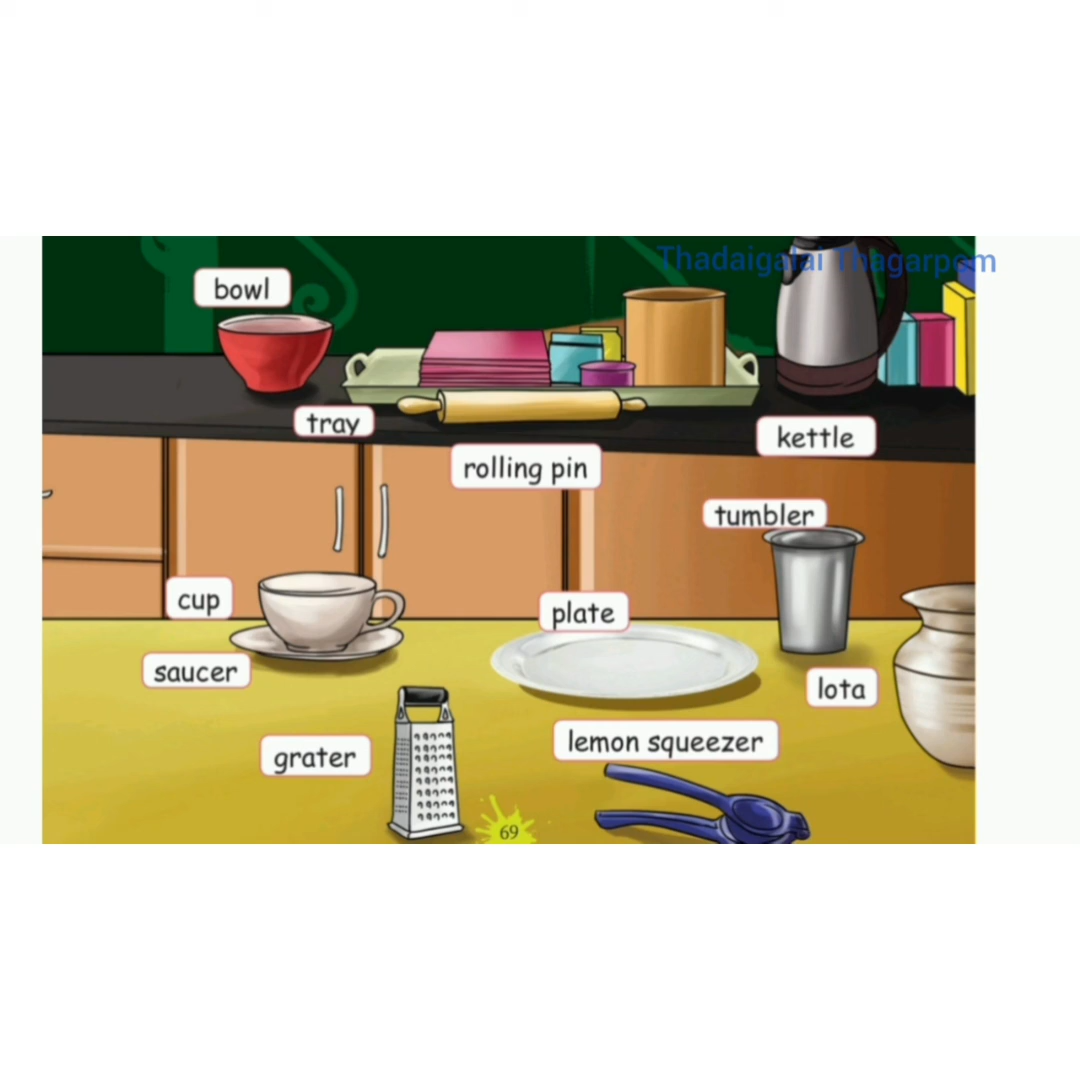 Thadaigalai Thagarpom
bowl
tray
rolling pin
kettle
tumbler
cup
plate
saucer
lota
grater
lemon squeezer
69